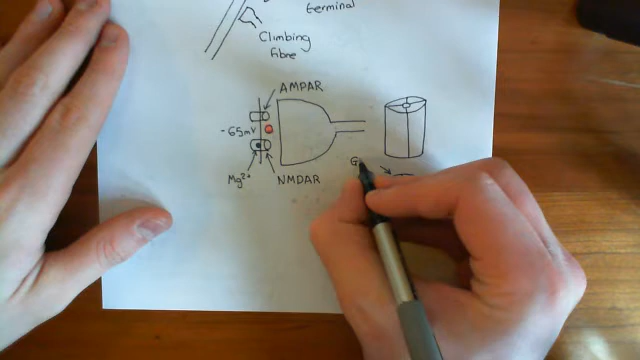 terminal
Climbing
fibre
AMPAR
-65mV
Mg2+
NMDAR
G